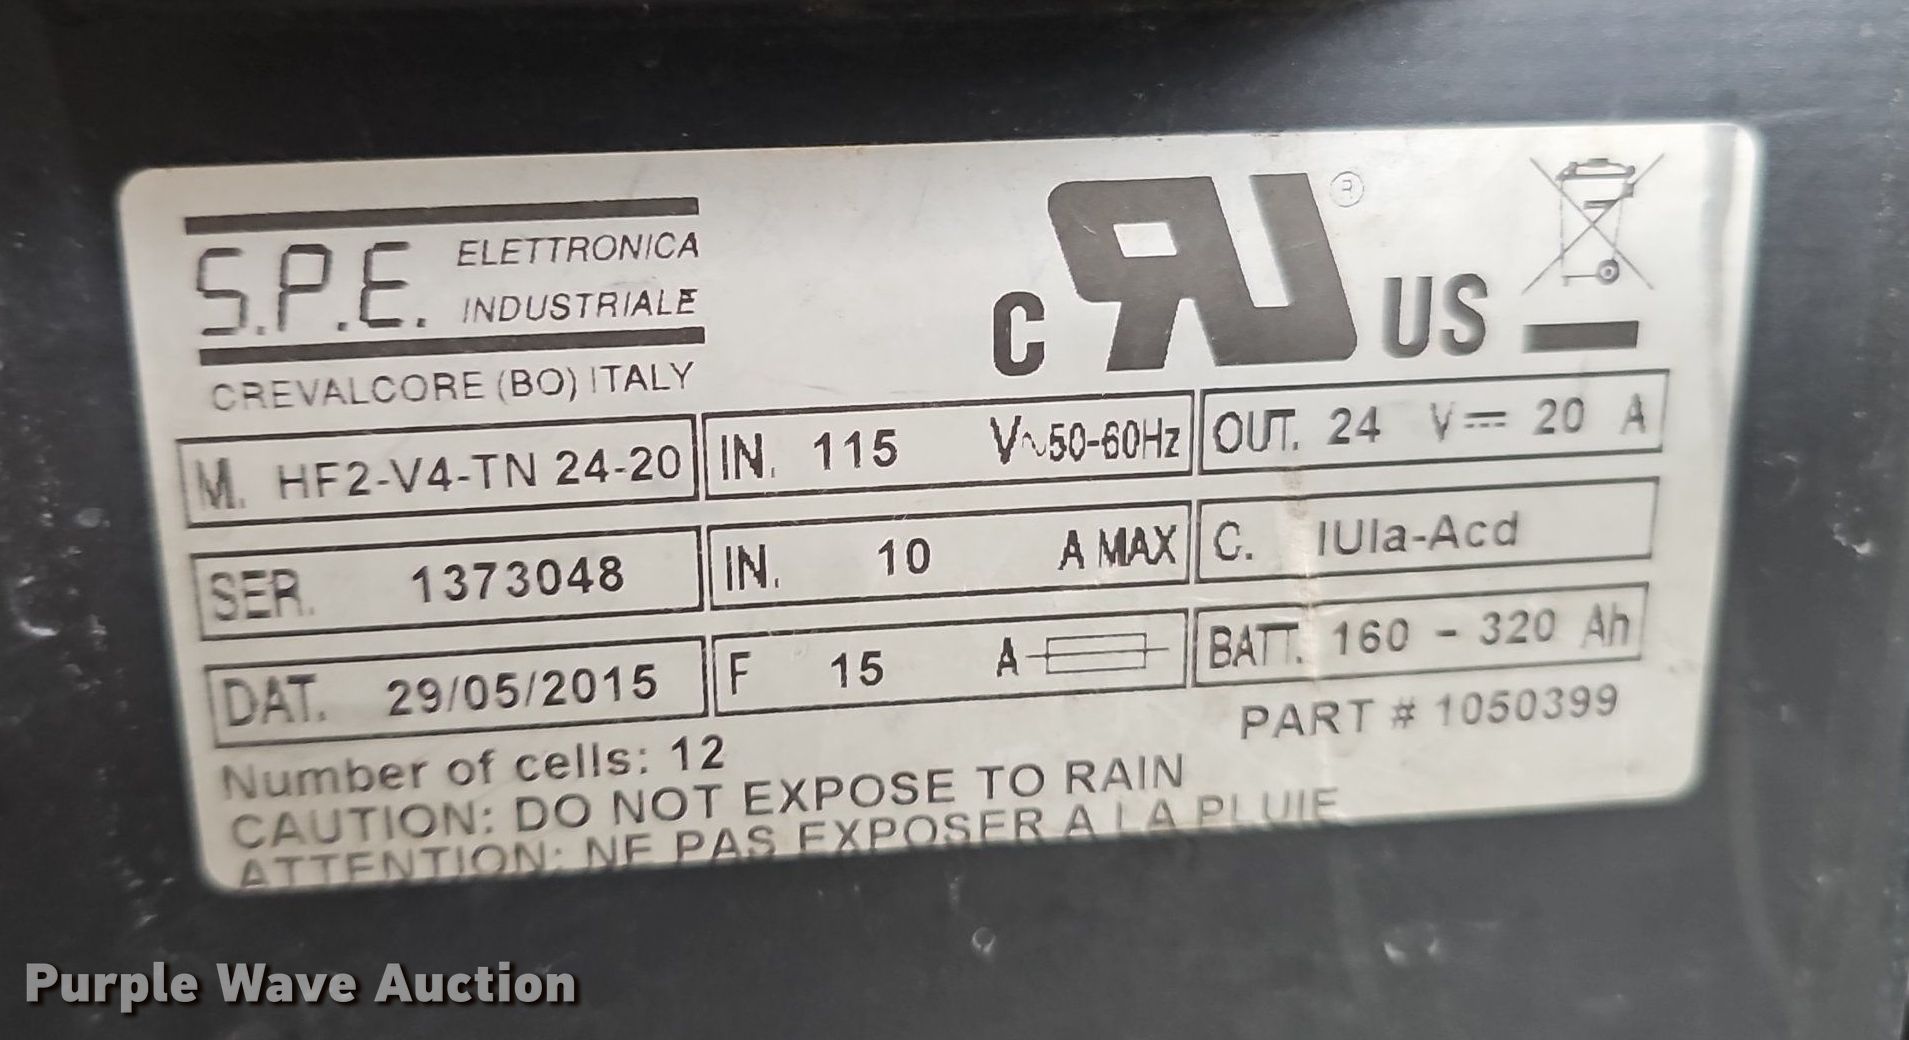 S.P.E. ELETTRONICA
INDUSTRIALE
CREVALCORE (BO) ITALY
C RU ® US
M. HF2-V4-TN 24-20
IN. 115 V~50-60Hz
OUT. 24 V⎓ 20 A
SER. 1373048
IN. 10 A MAX
C. IUIa-Acd
DAT. 29/05/2015
F 15 A
BATT. 160 - 320 Ah
PART # 1050399
Number of cells: 12
CAUTION: DO NOT EXPOSE TO RAIN
ATTENTION: NE PAS EXPOSER A LA PLUIE
Purple Wave Auction